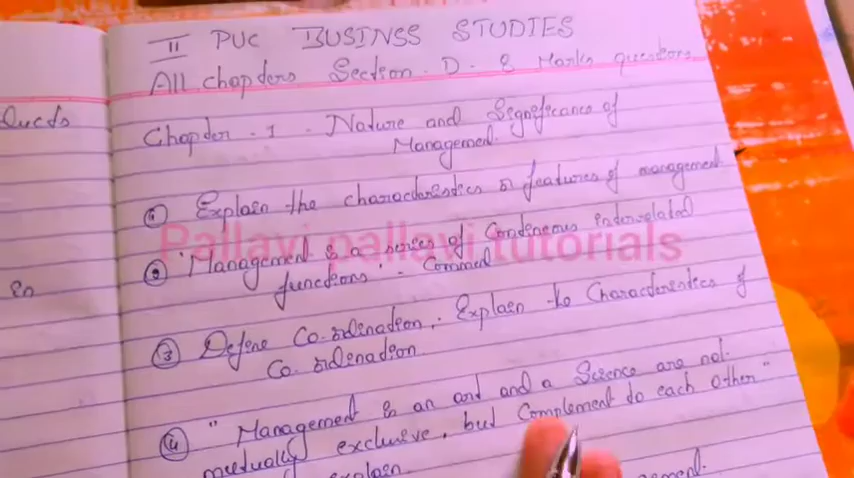 II PUC BUSINSS STUDIES
All chapters Section - D - 8 Marks questions
Chapter - 1 - Nature and Significance of
Management.
① Explain the characteristics or features of management
② "Management is a series of Contineous interrelated
functions" - Comment
③ Define Co-ordination. Explain the Characteristics of
Co-ordination
④ "Management is an art and a Science are not
mutually exclusive, but Complement to each other"
explain
Pallavi pallavi tutorials